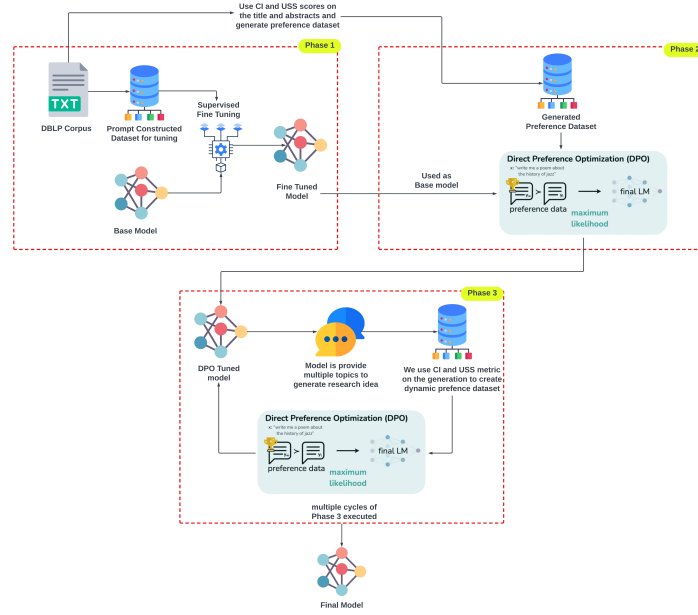 Use CI and USS scores on
the title and abstracts and
generate preference dataset
Phase 1
Phase 2
TXT
DBLP Corpus
Prompt Constructed
Dataset for tuning
Supervised
Fine Tuning
Fine Tuned
Model
Base Model
Used as
Base model
Generated
Preference Dataset
Direct Preference Optimization (DPO)
x: "write me a poem about
the history of jazz"
preference data
final LM
maximum
likelihood
Phase 3
DPO Tuned
model
Model is provide
multiple topics to
generate research idea
We use CI and USS metric
on the generation to create
dynamic prefence dataset
Direct Preference Optimization (DPO)
x: "write me a poem about
the history of jazz"
preference data
final LM
maximum
likelihood
multiple cycles of
Phase 3 executed
Final Model